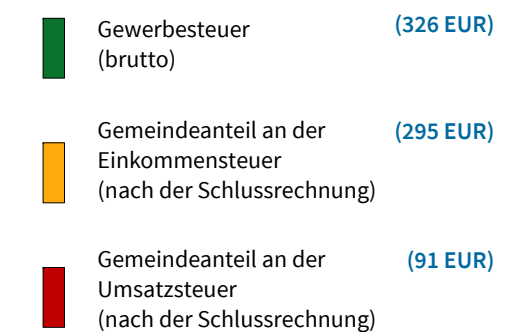 Gewerbesteuer (326 EUR)
(brutto)
Gemeindeanteil an der (295 EUR)
Einkommensteuer
(nach der Schlussrechnung)
Gemeindeanteil an der (91 EUR)
Umsatzsteuer
(nach der Schlussrechnung)